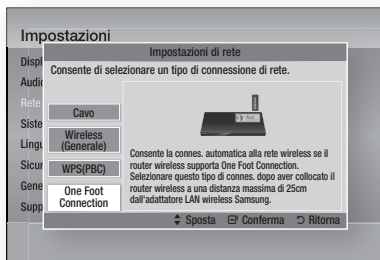 Impostazioni
Impostazioni di rete
Displ
Consente di selezionare un tipo di connessione di rete.
Audio
Rete
Siste
Lingu
Sicur
Gene
Supp
Cavo
Wireless
(Generale)
WPS(PBC)
One Foot
Connection
Consente la connes. automatica alla rete wireless se il
router wireless supporta One Foot Connection.
Selezionare questo tipo di connes. dopo aver collocato il
router wireless a una distanza massima di 25cm
dall'adattatore LAN wireless Samsung.
Sposta Conferma Ritorna